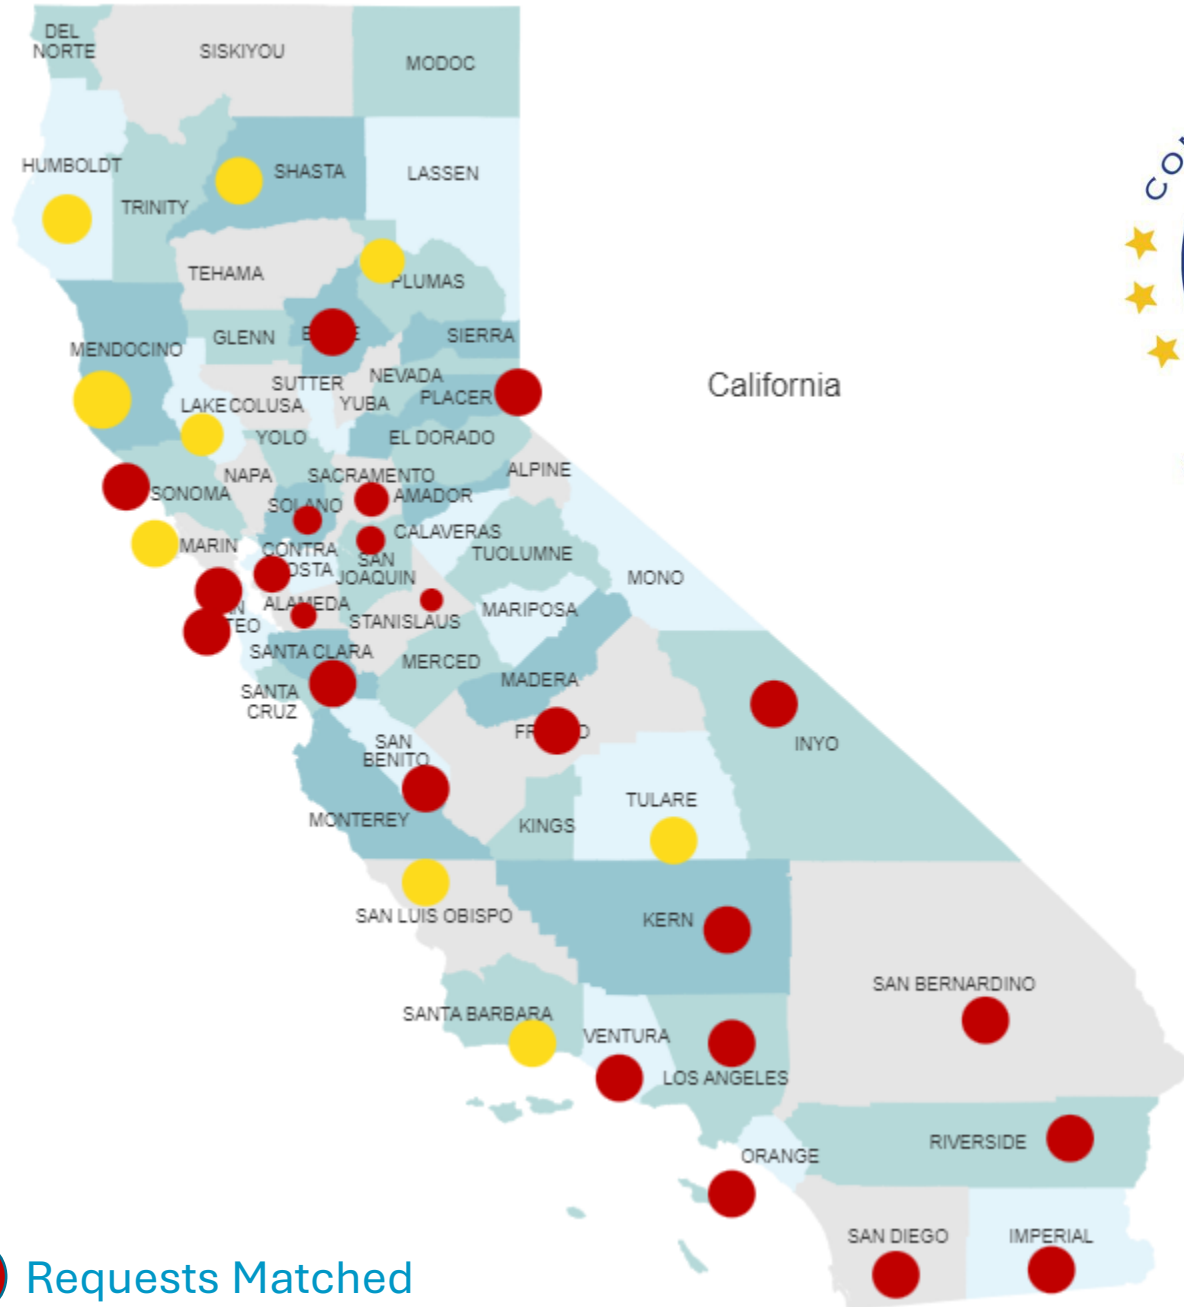 DEL
NORTE
SISKIYOU
MODOC
HUMBOLDT
SHASTA
LASSEN
TRINITY
TEHAMA
PLUMAS
GLENN
SIERRA
MENDOCINO
NEVADA
SUTTER
PLACER
LAKE
COLUSA
YUBA
YOLO
EL DORADO
California
NAPA
SACRAMENTO
ALPINE
SONOMA
AMADOR
SOLANO
CALAVERAS
MARIN
CONTRA
TUOLUMNE
SAN
JOAQUIN
MONO
ALAMEDA
MARIPOSA
STANISLAUS
SANTA CLARA
MERCED
MADERA
SANTA
CRUZ
INYO
SAN
BENITO
TULARE
MONTEREY
KINGS
SAN LUIS OBISPO
KERN
SAN BERNARDINO
SANTA BARBARA
VENTURA
LOS ANGELES
RIVERSIDE
ORANGE
SAN DIEGO
IMPERIAL
Requests Matched